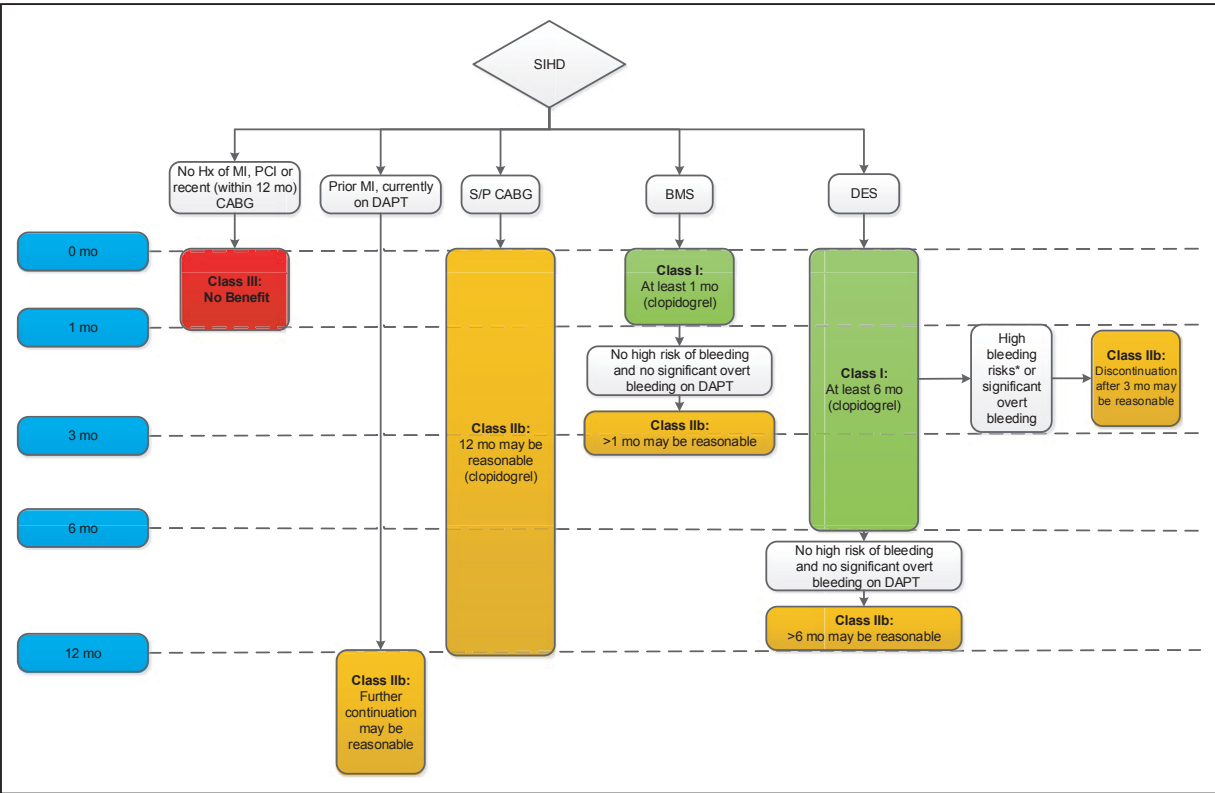 SIHD
No Hx of MI, PCI or
recent (within 12 mo)
CABG
Prior MI, currently
on DAPT
S/P CABG
BMS
DES
0 mo
Class III:
No Benefit
Class I:
At least 1 mo
(clopidogrel)
1 mo
No high risk of bleeding
and no significant overt
bleeding on DAPT
Class I:
At least 6 mo
(clopidogrel)
High
bleeding
risks* or
significant
overt
bleeding
Class IIb:
Discontinuation
after 3 mo may
be reasonable
3 mo
Class IIb:
12 mo may be
reasonable
(clopidogrel)
Class IIb:
>1 mo may be reasonable
6 mo
No high risk of bleeding
and no significant overt
bleeding on DAPT
Class IIb:
>6 mo may be reasonable
12 mo
Class IIb:
Further
continuation
may be
reasonable